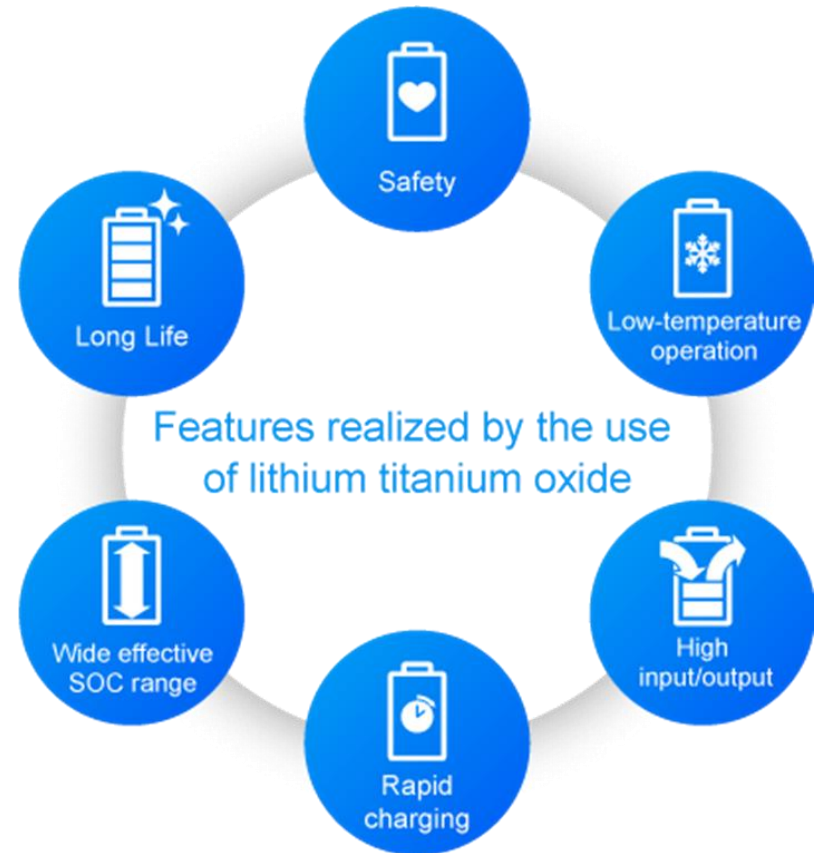 Safety
Long Life
Low-temperature
operation
Features realized by the use
of lithium titanium oxide
Wide effective
SOC range
High
input/output
Rapid
charging